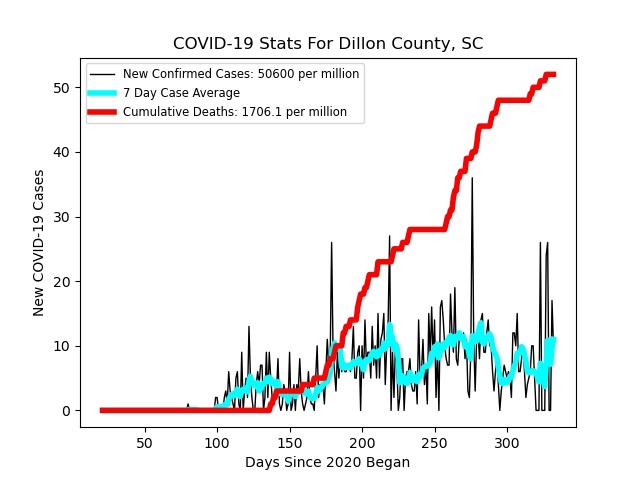 COVID-19 Stats For Dillon County, SC
New Confirmed Cases: 50600 per million
7 Day Case Average
Cumulative Deaths: 1706.1 per million
New COVID-19 Cases
50
40
30
20
10
0
50 100 150 200 250 300
Days Since 2020 Began